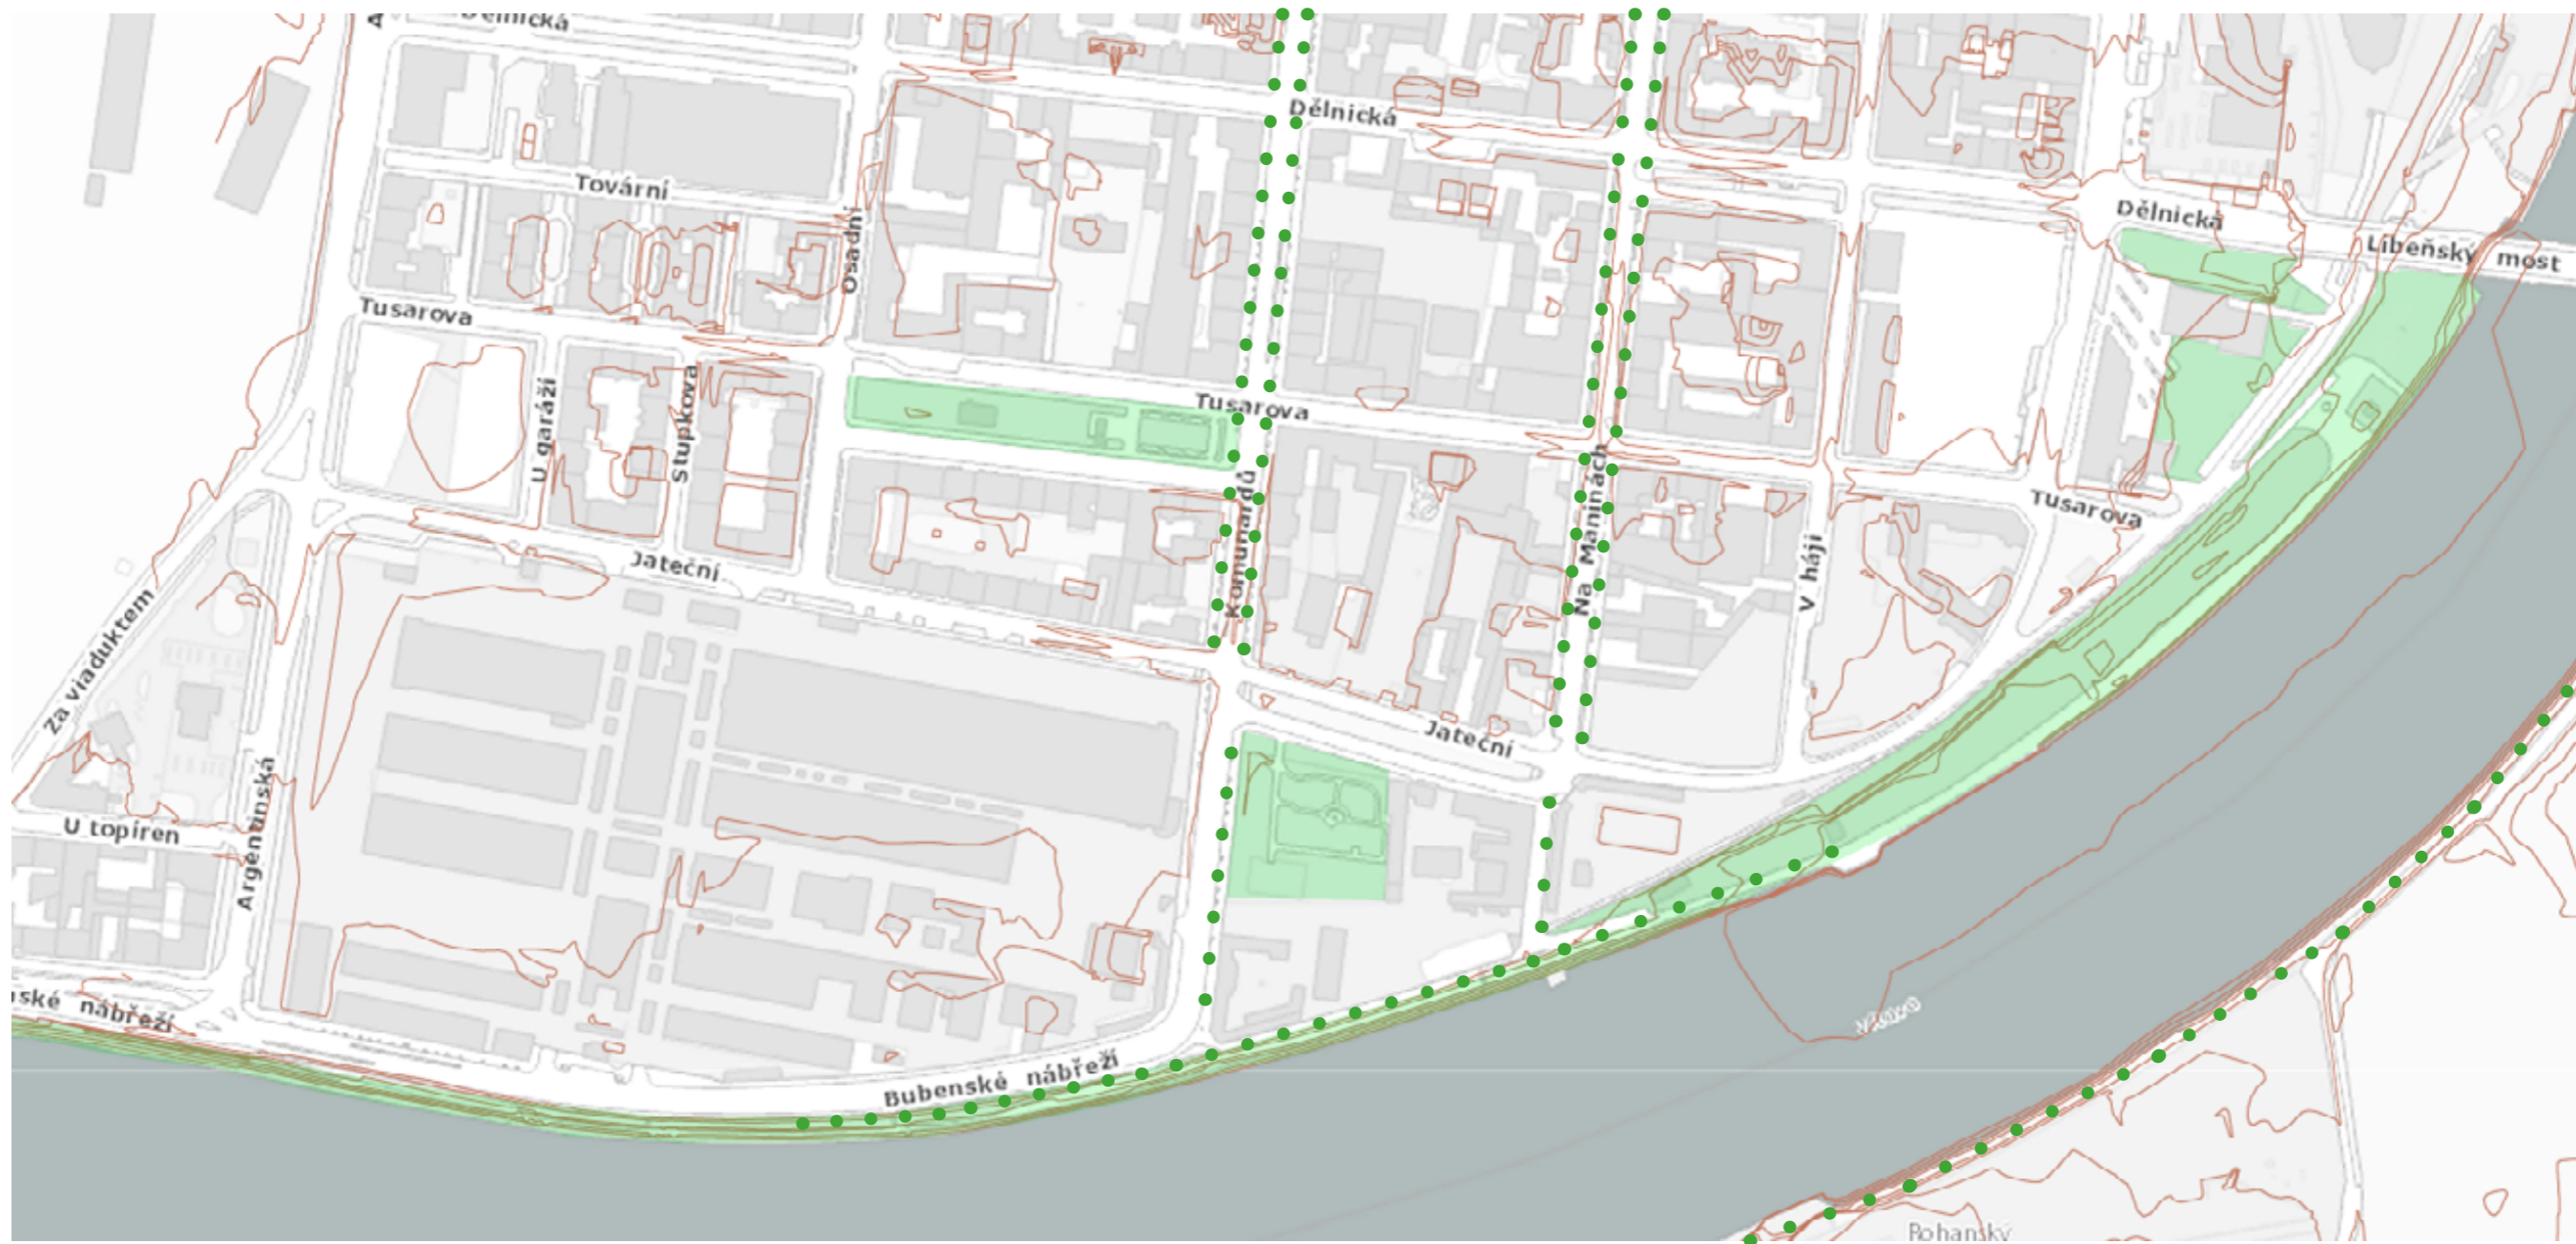 Dělnická
Dělnická
Tovární
Osadní
Dělnická
Libeňský most
Tusarova
U garáží
Stupkova
Tusarova
Komunardů
Na Maninách
Tusarova
V háji
Jateční
Za viaduktem
Jateční
U topíren
Argentinská
nábřeží
Bubenské nábřeží
Vltava
Rohanský